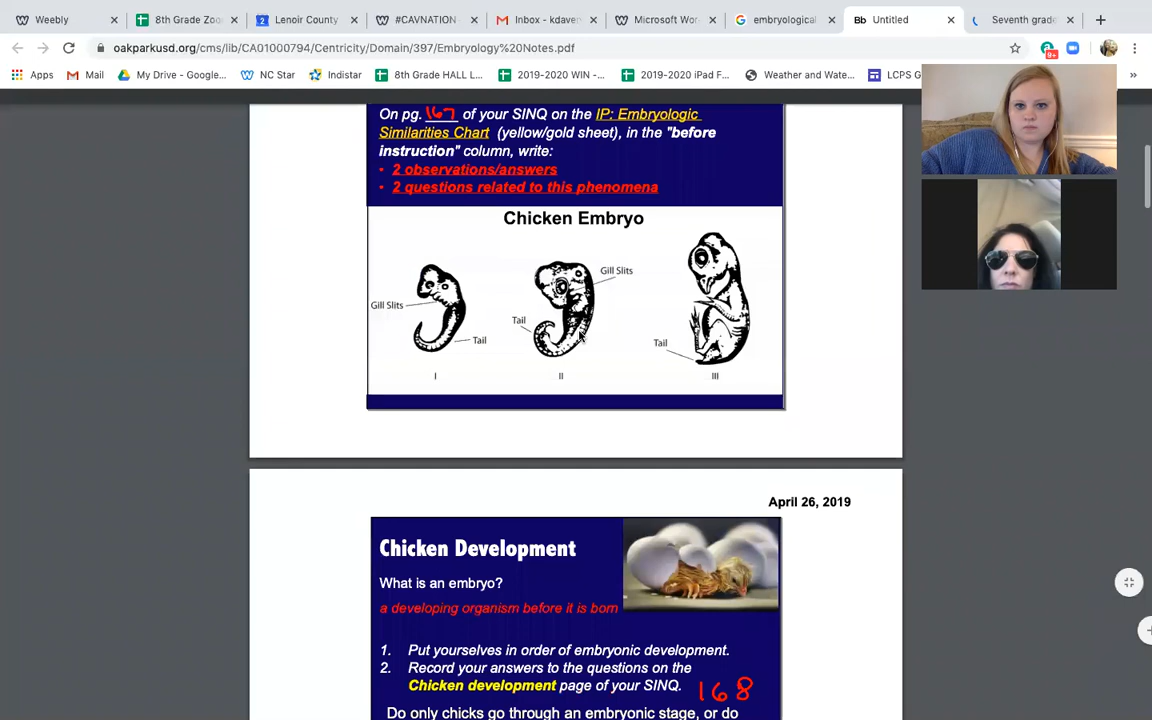 Weebly
8th Grade Zoo
Lenoir County
#CAVNATION
Inbox - kdaven
Microsoft Wor
embryological
Bb Untitled
Seventh grade
oakparkusd.org/cms/lib/CA01000794/Centricity/Domain/397/Embryology%20Notes.pdf
Apps
Mail
My Drive - Google...
NC Star
Indistar
8th Grade HALL L...
2019-2020 WIN -...
2019-2020 iPad F...
Weather and Wate...
LCPS G
On pg. 167 of your SINQ on the IP: Embryologic
Similarities Chart (yellow/gold sheet), in the "before
instruction" column, write:
• 2 observations/answers
• 2 questions related to this phenomena
Chicken Embryo
Gill Slits
Tail
I
Gill Slits
Tail
II
Tail
III
April 26, 2019
Chicken Development
What is an embryo?
a developing organism before it is born
1. Put yourselves in order of embryonic development.
2. Record your answers to the questions on the
Chicken development page of your SINQ. 168
Do only chicks go through an embryonic stage, or do